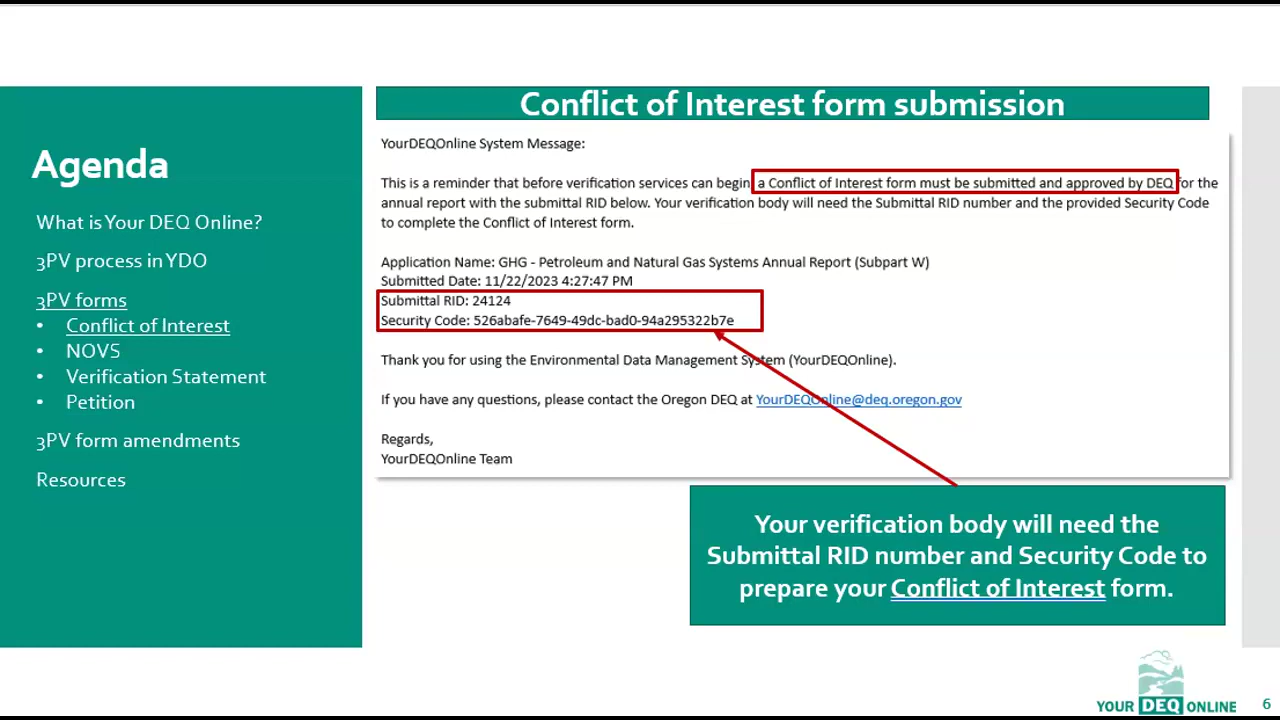 Conflict of Interest form submission
Agenda
What is Your DEQ Online?
3PV process in YDO
3PV forms
• Conflict of Interest
• NOVS
• Verification Statement
• Petition
3PV form amendments
Resources
YourDEQOnline System Message:
This is a reminder that before verification services can begin, a Conflict of Interest form must be submitted and approved by DEQ for the
annual report with the submittal RID below. Your verification body will need the Submittal RID number and the provided Security Code
to complete the Conflict of Interest form.
Application Name: GHG - Petroleum and Natural Gas Systems Annual Report (Subpart W)
Submitted Date: 11/22/2023 4:27:47 PM
Submittal RID: 24124
Security Code: 526abafe-7649-49dc-bad0-94a295322b7e
Thank you for using the Environmental Data Management System (YourDEQOnline).
If you have any questions, please contact the Oregon DEQ at YourDEQOnline@deq.oregon.gov
Regards,
YourDEQOnline Team
Your verification body will need the
Submittal RID number and Security Code to
prepare your Conflict of Interest form.
YOUR DEQ ONLINE
6